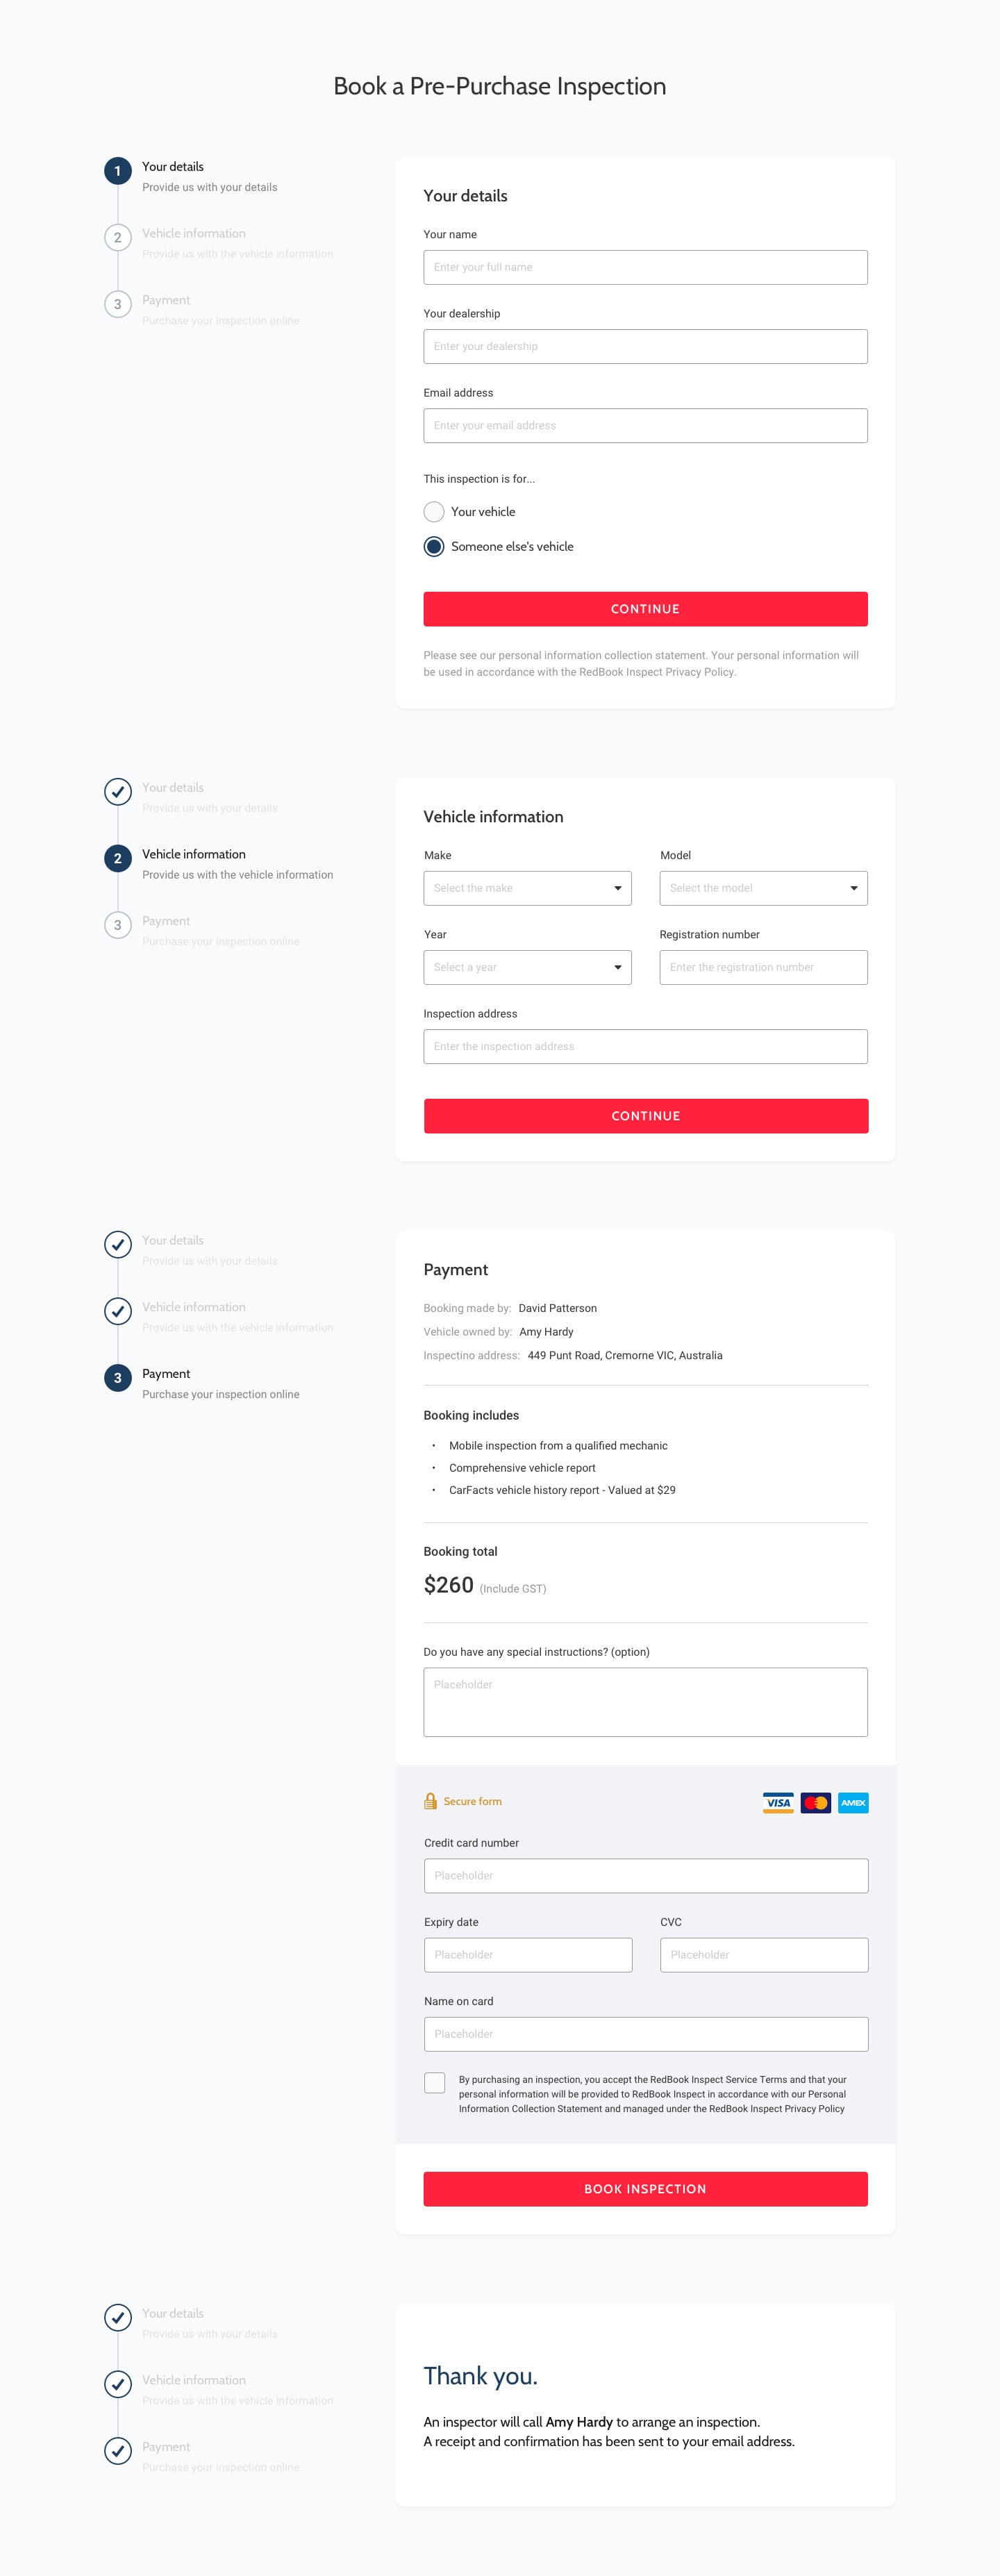 Book a Pre-Purchase Inspection
1
Your details
Provide us with your details
2
Vehicle information
Provide us with the vehicle information
3
Payment
Purchase your inspection online
Your details
Your name
Enter your full name
Your dealership
Enter your dealership
Email address
Enter your email address
This inspection is for...
Your vehicle
Someone else's vehicle
CONTINUE
Please see our personal information collection statement. Your personal information will
be used in accordance with the RedBook Inspect Privacy Policy.
Your details
Provide us with your details
2
Vehicle information
Provide us with the vehicle information
3
Payment
Purchase your inspection online
Vehicle information
Make
Model
Select the make
Select the model
Year
Registration number
Select a year
Enter the registration number
Inspection address
Enter the inspection address
CONTINUE
Your details
Provide us with your details
Vehicle information
Provide us with the vehicle information
3
Payment
Purchase your inspection online
Payment
Booking made by: David Patterson
Vehicle owned by: Amy Hardy
Inspectino address: 449 Punt Road, Cremorne VIC, Australia
Booking includes
• Mobile inspection from a qualified mechanic
• Comprehensive vehicle report
• CarFacts vehicle history report - Valued at $29
Booking total
$260 (Include GST)
Do you have any special instructions? (option)
Placeholder
Secure form
VISA
AMEX
Credit card number
Placeholder
Expiry date
CVC
Placeholder
Placeholder
Name on card
Placeholder
By purchasing an inspection, you accept the RedBook Inspect Service Terms and that your
personal information will be provided to RedBook Inspect in accordance with our Personal
Information Collection Statement and managed under the RedBook Inspect Privacy Policy
BOOK INSPECTION
Your details
Provide us with your details
Vehicle information
Provide us with the vehicle information
Payment
Purchase your inspection online
Thank you.
An inspector will call Amy Hardy to arrange an inspection.
A receipt and confirmation has been sent to your email address.